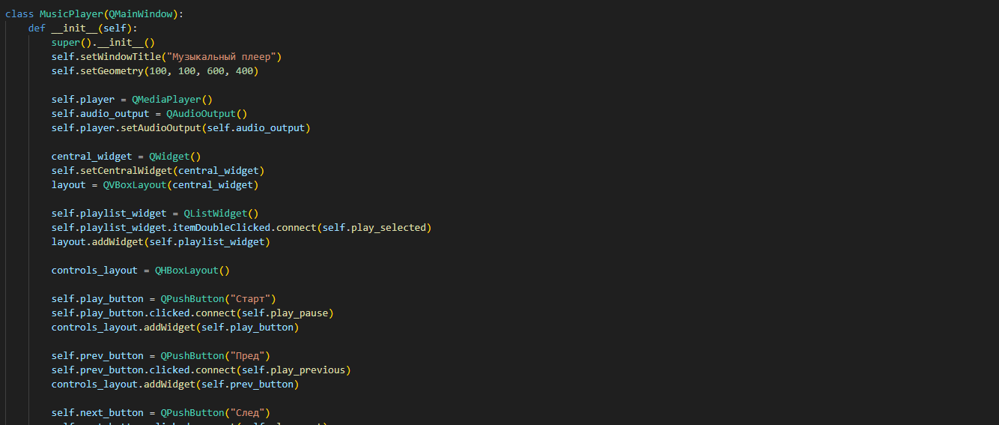 class MusicPlayer(QMainWindow):
    def __init__(self):
        super().__init__()
        self.setWindowTitle("Музыкальный плеер")
        self.setGeometry(100, 100, 600, 400)

        self.player = QMediaPlayer()
        self.audio_output = QAudioOutput()
        self.player.setAudioOutput(self.audio_output)

        central_widget = QWidget()
        self.setCentralWidget(central_widget)
        layout = QVBoxLayout(central_widget)

        self.playlist_widget = QListWidget()
        self.playlist_widget.itemDoubleClicked.connect(self.play_selected)
        layout.addWidget(self.playlist_widget)

        controls_layout = QHBoxLayout()

        self.play_button = QPushButton("Старт")
        self.play_button.clicked.connect(self.play_pause)
        controls_layout.addWidget(self.play_button)

        self.prev_button = QPushButton("Пред")
        self.prev_button.clicked.connect(self.play_previous)
        controls_layout.addWidget(self.prev_button)

        self.next_button = QPushButton("След")